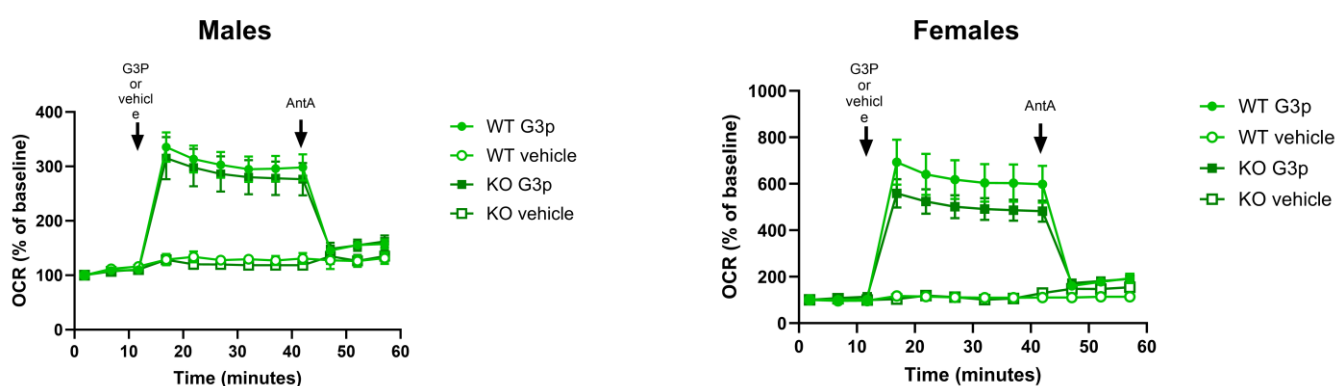 Males
G3P
or
vehicl
e
AntA
400
300
200
100
0
OCR (% of baseline)
0 10 20 30 40 50 60
Time (minutes)
WT G3p
WT vehicle
KO G3p
KO vehicle
Females
G3P
or
vehicl
e
AntA
1000
800
600
400
200
0
OCR (% of baseline)
0 10 20 30 40 50 60
Time (minutes)
WT G3p
WT vehicle
KO G3p
KO vehicle